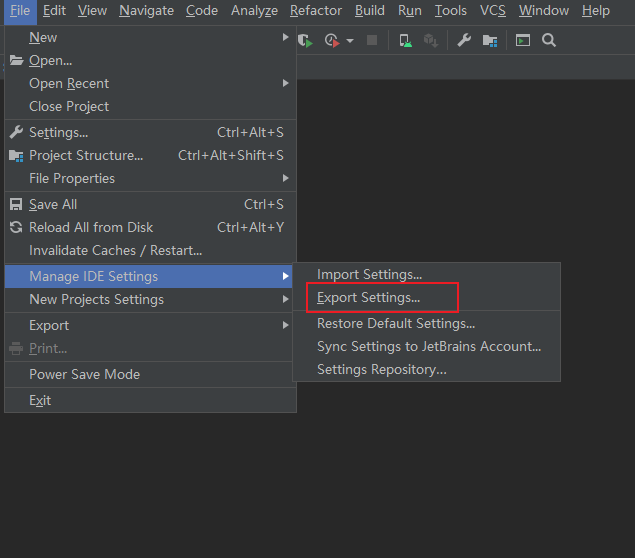 File Edit View Navigate Code Analyze Refactor Build Run Tools VCS Window Help
New
Open...
Open Recent
Close Project
Settings... Ctrl+Alt+S
Project Structure... Ctrl+Alt+Shift+S
File Properties
Save All Ctrl+S
Reload All from Disk Ctrl+Alt+Y
Invalidate Caches / Restart...
Manage IDE Settings
New Projects Settings
Export
Print...
Power Save Mode
Exit
Import Settings...
Export Settings...
Restore Default Settings...
Sync Settings to JetBrains Account...
Settings Repository...